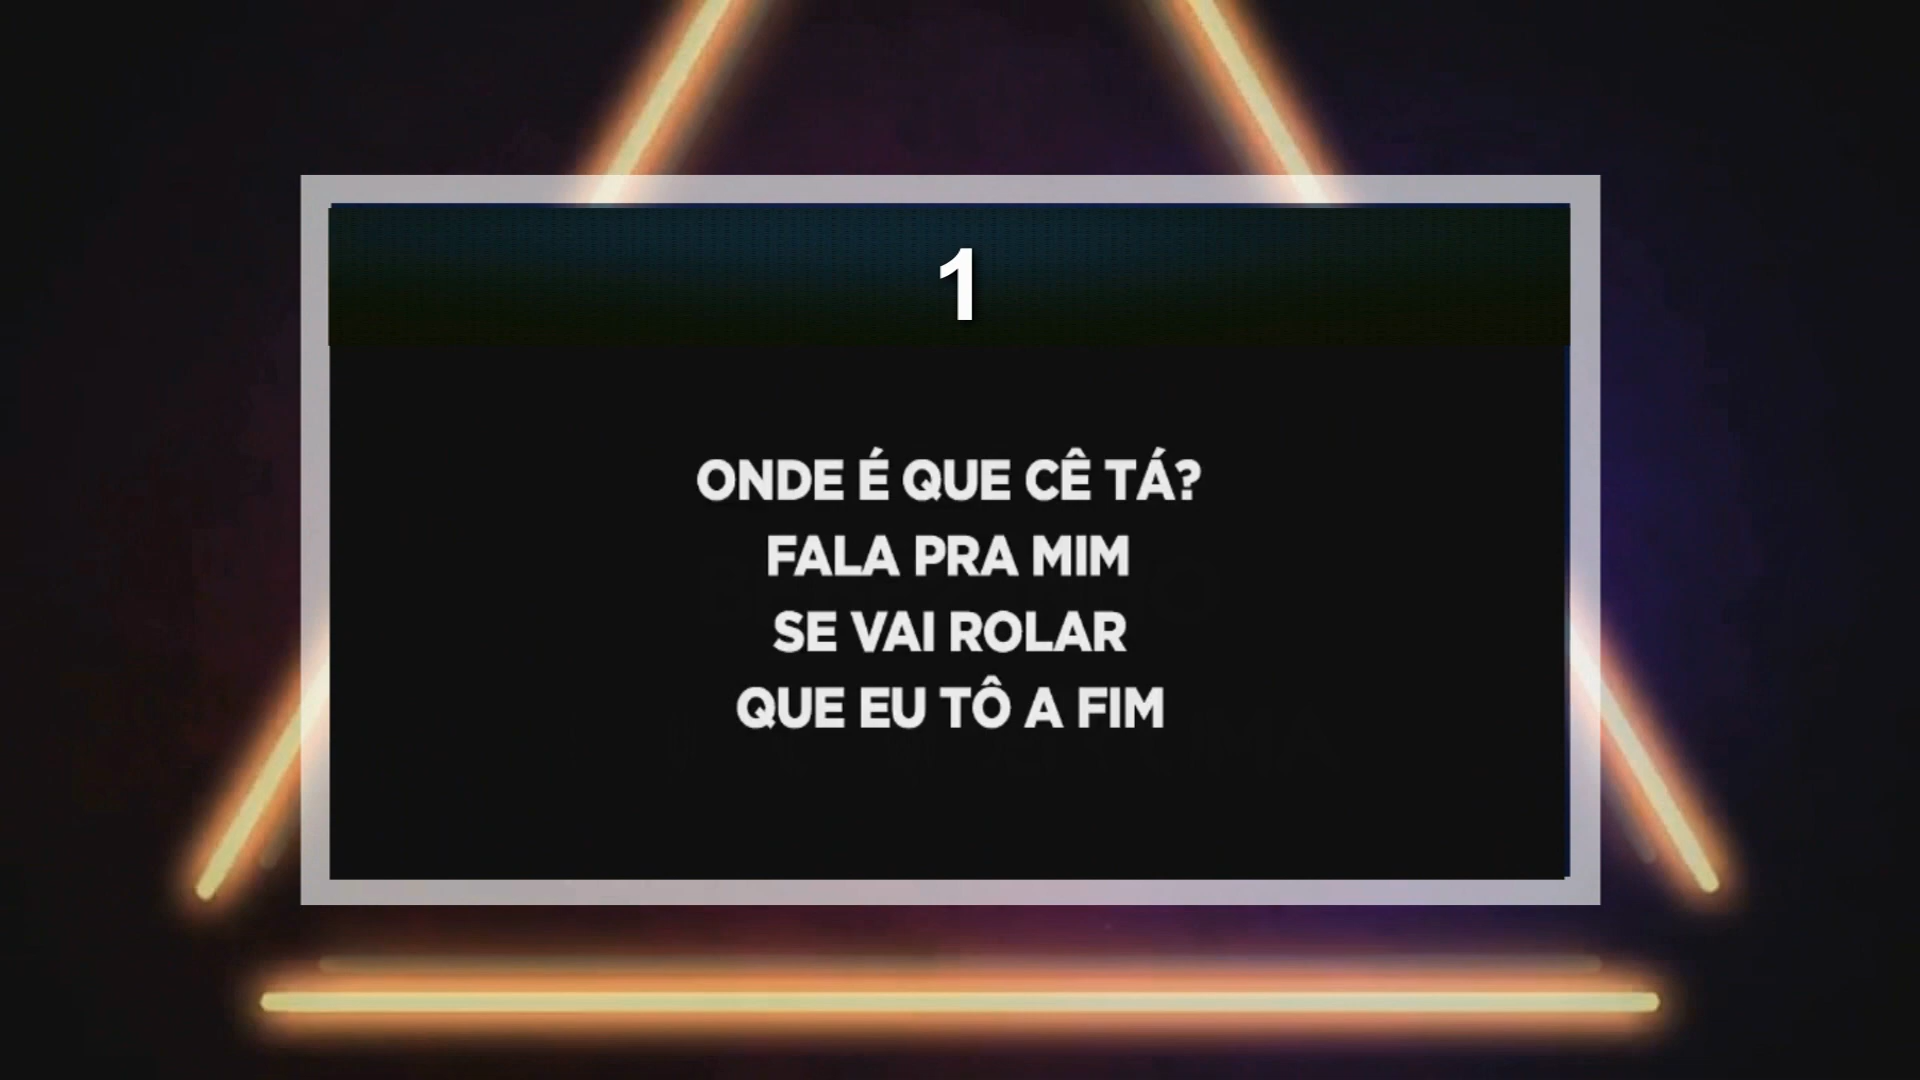 1
ONDE É QUE CÊ TÁ?
FALA PRA MIM
SE VAI ROLAR
QUE EU TÔ A FIM